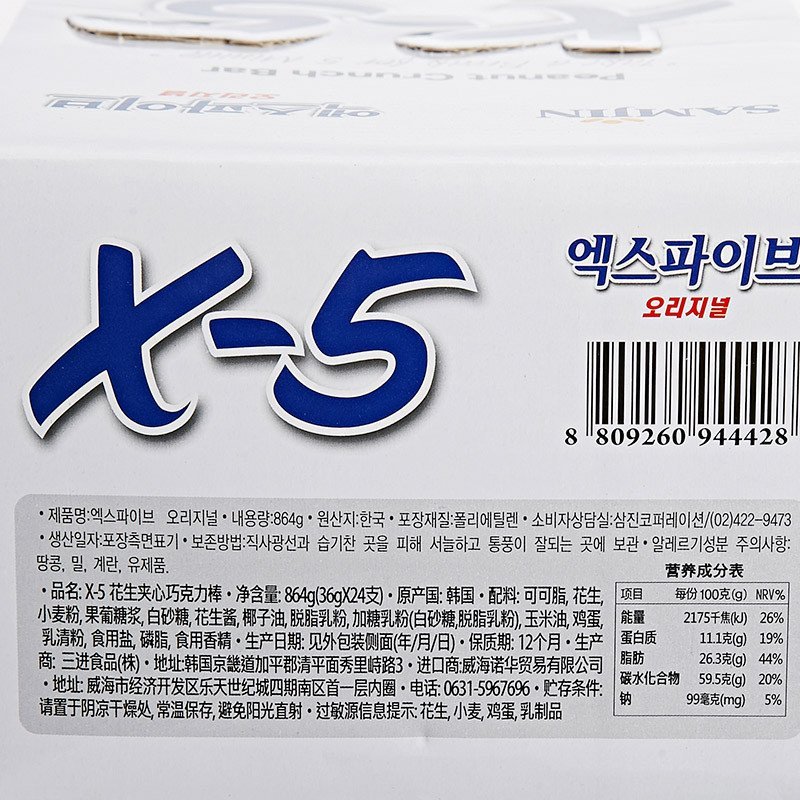 X-5
Peanut Crunch Bar
엑스파이브 오리지널
SAMJIN
X-5
엑스파이브
오리지널
8 809260 944428
• 제품명:엑스파이브 오리지널 • 내용량:864g • 원산지:한국 • 포장재질:폴리에틸렌 • 소비자상담실:삼진코퍼레이션/(02)422-9473
• 생산일자:포장측면표기 • 보존방법:직사광선과 습기찬 곳을 피해 서늘하고 통풍이 잘되는 곳에 보관 • 알레르기성분 주의사항:
땅콩, 밀, 계란, 유제품.
• 品名: X-5 花生夹心巧克力棒 • 净含量: 864g(36gX24支) • 原产国: 韩国 • 配料: 可可脂, 花生,
小麦粉, 果葡糖浆, 白砂糖, 花生酱, 椰子油, 脱脂乳粉, 加糖乳粉(白砂糖,脱脂乳粉), 玉米油, 鸡蛋,
乳清粉, 食用盐, 磷脂, 食用香精 • 生产日期: 见外包装侧面(年/月/日) • 保质期: 12个月 • 生产
商: 三进食品(株) • 地址:韩国京畿道加平郡清平面秀里峙路3 • 进口商:威海诺华贸易有限公司
• 地址: 威海市经济开发区乐天世纪城四期南区首一层内圈 • 电话: 0631-5967696 • 贮存条件:
请置于阴凉干燥处, 常温保存, 避免阳光直射 • 过敏源信息提示: 花生, 小麦, 鸡蛋, 乳制品
营养成分表
项目 每份 100克(g) NRV%
能量 2175千焦(kJ) 26%
蛋白质 11.1克(g) 19%
脂肪 26.3克(g) 44%
碳水化合物 59.5克(g) 20%
钠 99毫克(mg) 5%